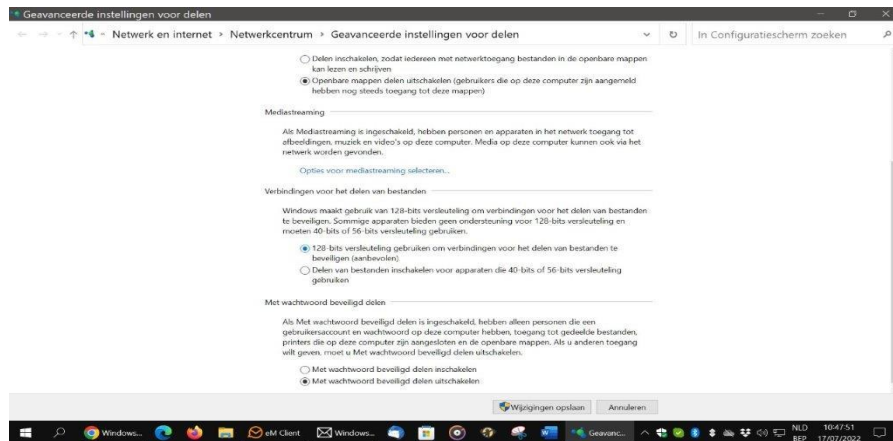 Geavanceerde instellingen voor delen
Netwerk en internet > Netwerkcentrum > Geavanceerde instellingen voor delen
In Configuratiescherm zoeken
Delen inschakelen, zodat iedereen met netwerktoegang bestanden in de openbare mappen
kan lezen en schrijven
Openbare mappen delen uitschakelen (gebruikers die op deze computer zijn aangemeld
hebben nog steeds toegang tot deze mappen)
Mediastreaming
Als Mediastreaming is ingeschakeld, hebben personen en apparaten in het netwerk toegang tot
afbeeldingen, muziek en video's op deze computer. Media op deze computer kunnen ook via het
netwerk worden gevonden.
Opties voor mediastreaming selecteren...
Verbindingen voor het delen van bestanden
Windows maakt gebruik van 128-bits versleuteling om verbindingen voor het delen van bestanden
te beveiligen. Sommige apparaten bieden geen ondersteuning voor 128-bits versleuteling en
moeten 40-bits of 56-bits versleuteling gebruiken.
128-bits versleuteling gebruiken om verbindingen voor het delen van bestanden te
beveiligen (aanbevolen)
Delen van bestanden inschakelen voor apparaten die 40-bits of 56-bits versleuteling
gebruiken
Met wachtwoord beveiligd delen
Als Met wachtwoord beveiligd delen is ingeschakeld, hebben alleen personen die een
gebruikersaccount en wachtwoord op deze computer hebben, toegang tot gedeelde bestanden,
printers die op deze computer zijn aangesloten en de openbare mappen. Als u anderen toegang
wilt geven, moet u Met wachtwoord beveiligd delen uitschakelen.
Met wachtwoord beveiligd delen inschakelen
Met wachtwoord beveiligd delen uitschakelen
Wijzigingen opslaan Annuleren
Windows... eM Client Windows... Geavanc... NLD 10:47:51
BEP 17/07/2022